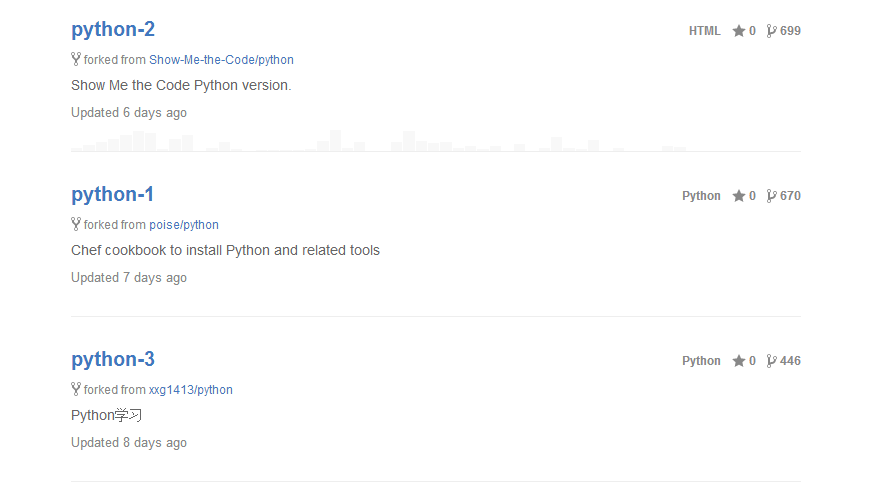 python-2 HTML 0 699
forked from Show-Me-the-Code/python
Show Me the Code Python version.
Updated 6 days ago
python-1 Python 0 670
forked from poise/python
Chef cookbook to install Python and related tools
Updated 7 days ago
python-3 Python 0 446
forked from xxg1413/python
Python学习
Updated 8 days ago